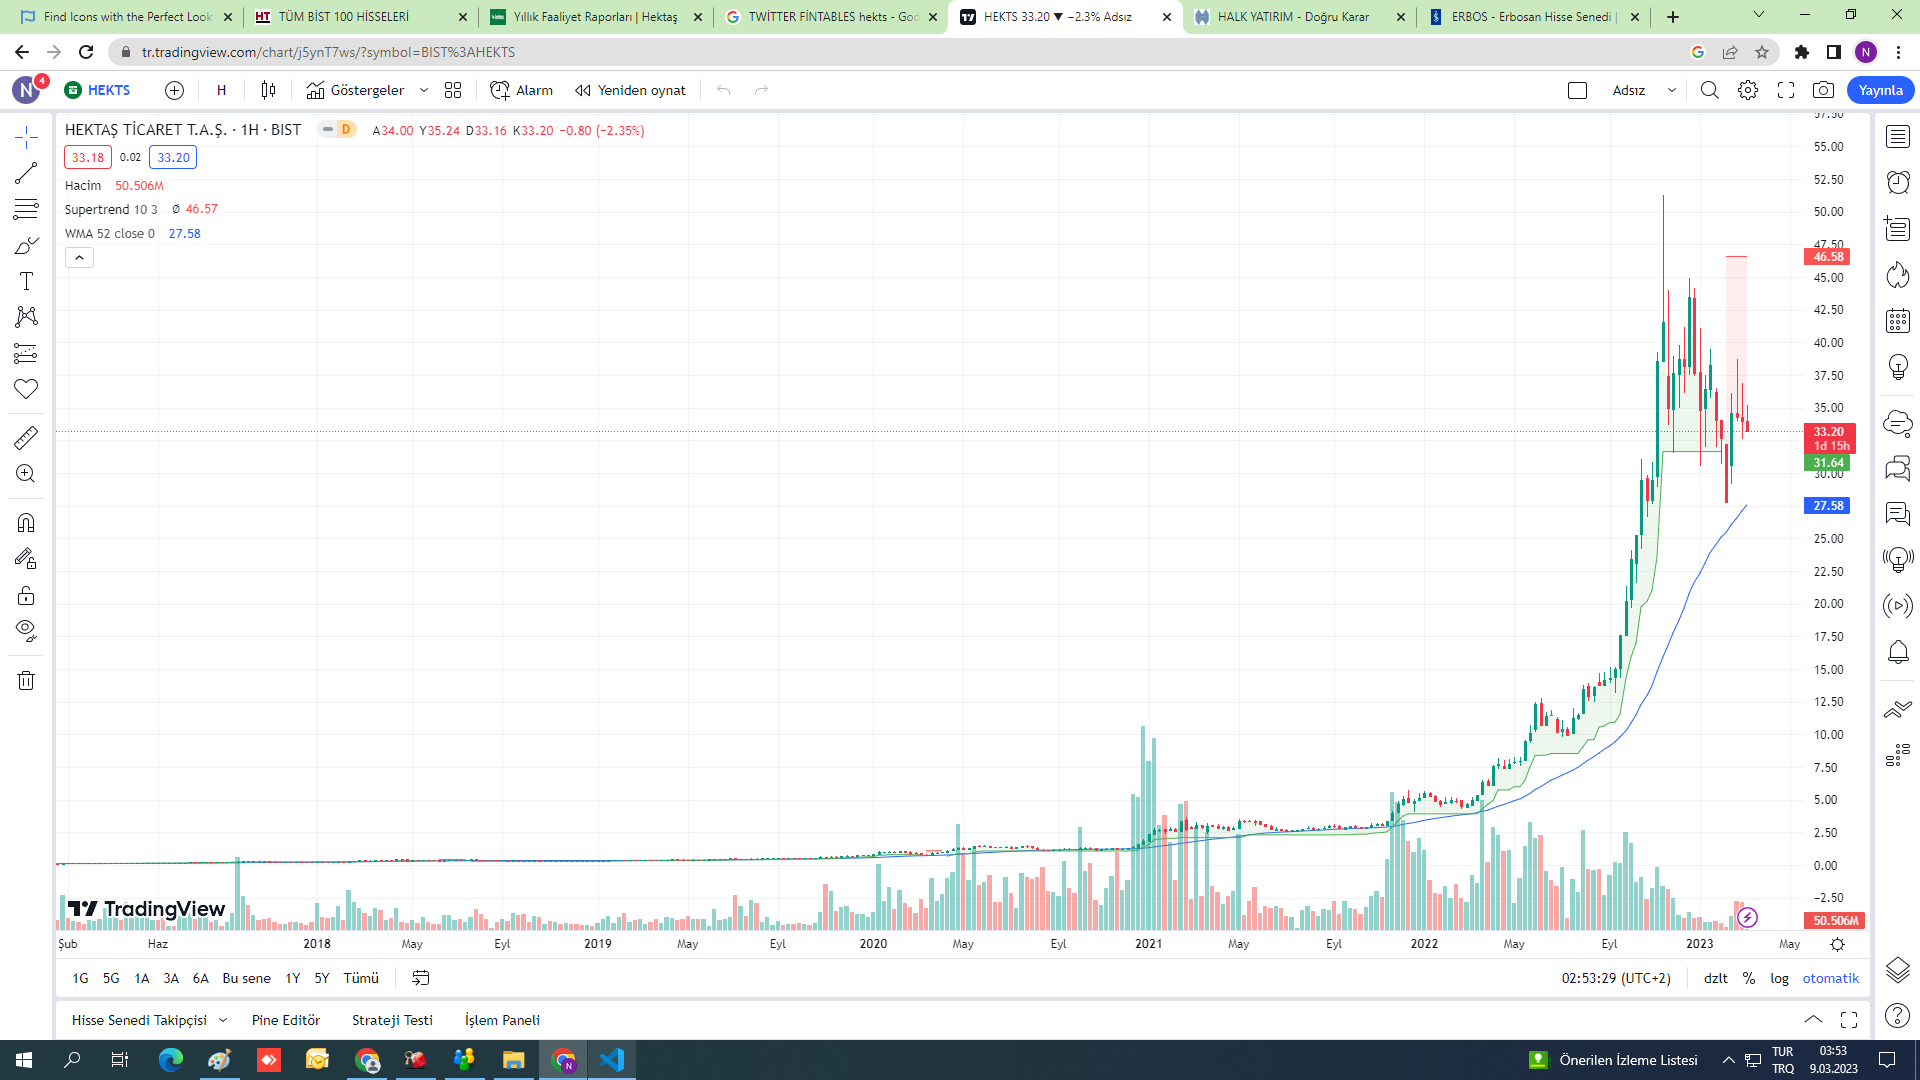 Find Icons with the Perfect Look
TÜM BİST 100 HİSSELERİ
Yıllık Faaliyet Raporları | Hektaş
TWİTTER FİNTABLES hekts - Goo
HEKTS 33.20 ▼ −2.3% Adsız
HALK YATIRIM - Doğru Karar
ERBOS - Erbosan Hisse Senedi |
tr.tradingview.com/chart/j5ynT7ws/?symbol=BIST%3AHEKTS
N
N 4
HEKTS
H
Göstergeler
Alarm
Yeniden oynat
Adsız
Yayınla
HEKTAŞ TİCARET T.A.Ş. · 1H · BIST
D
A34.00 Y35.24 D33.16 K33.20 −0.80 (−2.35%)
33.18 0.02 33.20
Hacim 50.506M
Supertrend 10 3 Ø 46.57
WMA 52 close 0 27.58
57.50
55.00
52.50
50.00
47.50
46.58
45.00
42.50
40.00
37.50
35.00
33.20
1d 15h
31.64
30.00
27.58
25.00
22.50
20.00
17.50
15.00
12.50
10.00
7.50
5.00
2.50
0.00
−2.50
50.506M
TradingView
Şub Haz 2018 May Eyl 2019 May Eyl 2020 May Eyl 2021 May Eyl 2022 May Eyl 2023 May
1G 5G 1A 3A 6A Bu sene 1Y 5Y Tümü
02:53:29 (UTC+2) dzlt % log otomatik
Hisse Senedi Takipçisi Pine Editör Strateji Testi İşlem Paneli
Önerilen İzleme Listesi
TUR
TRQ
03:53
9.03.2023